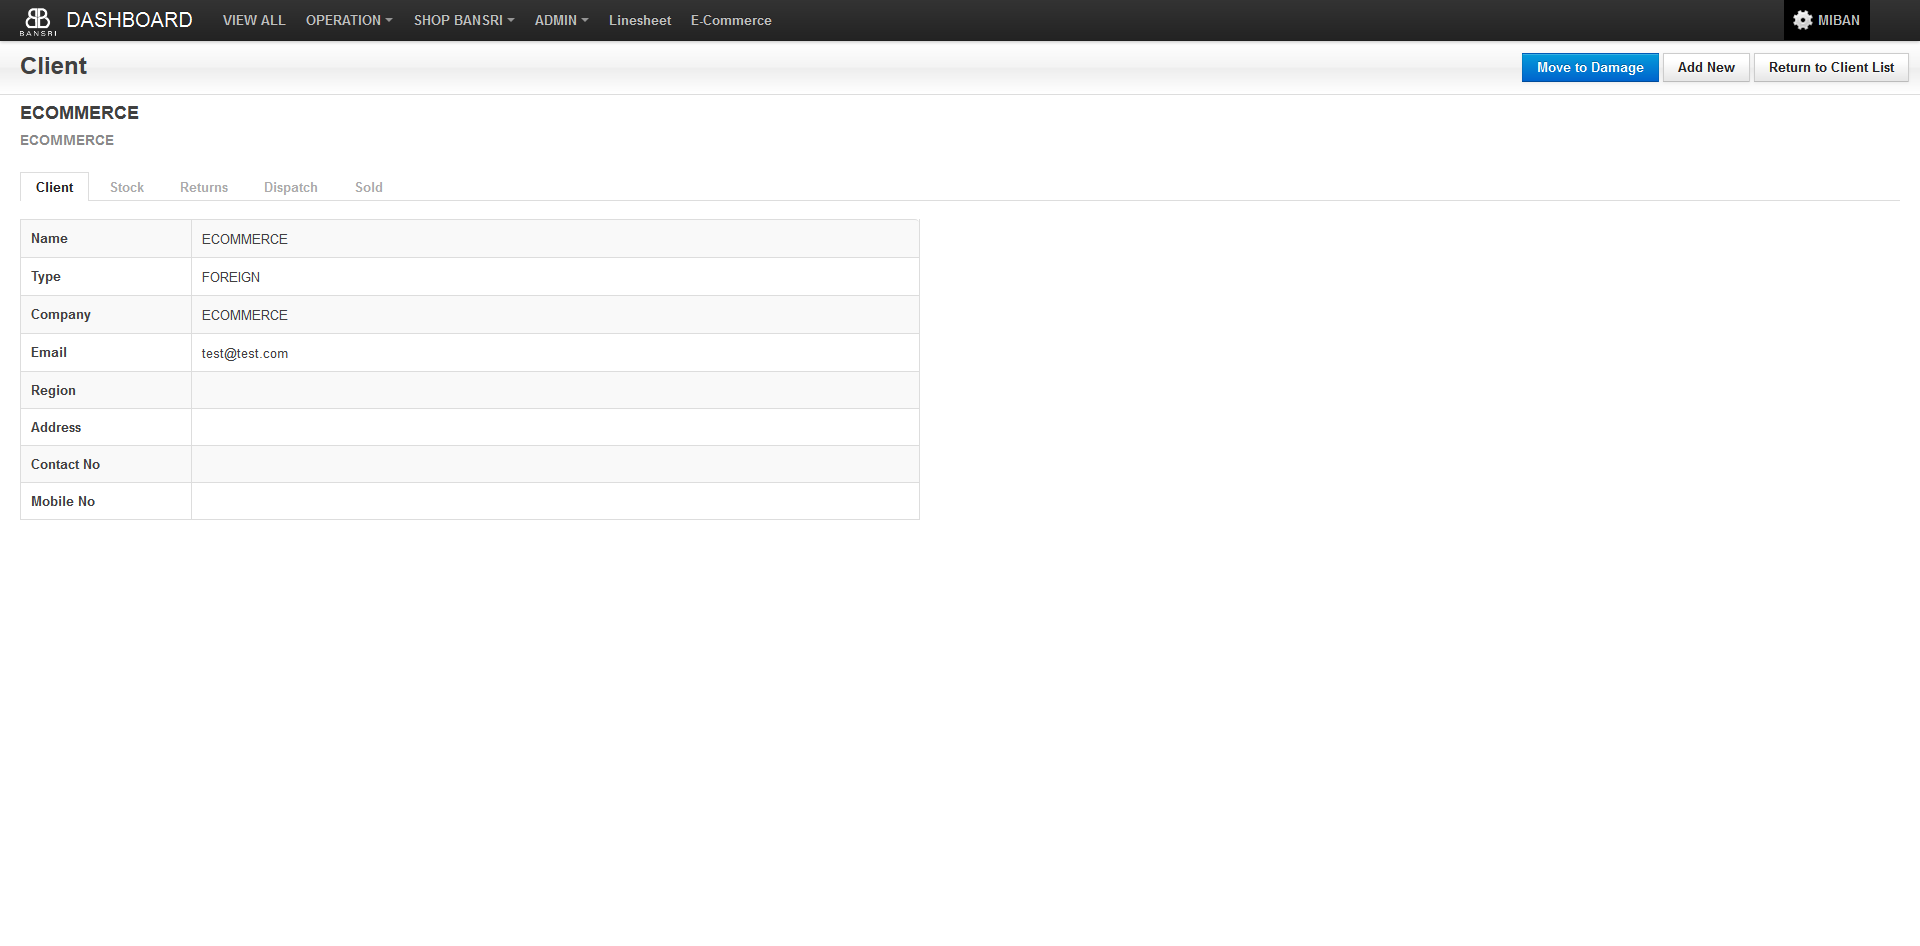 BANSRI
DASHBOARD VIEW ALL OPERATION SHOP BANSRI ADMIN Linesheet E-Commerce MIBAN
Client Move to Damage Add New Return to Client List
ECOMMERCE
ECOMMERCE
Client Stock Returns Dispatch Sold
Name ECOMMERCE
Type FOREIGN
Company ECOMMERCE
Email test@test.com
Region
Address
Contact No
Mobile No